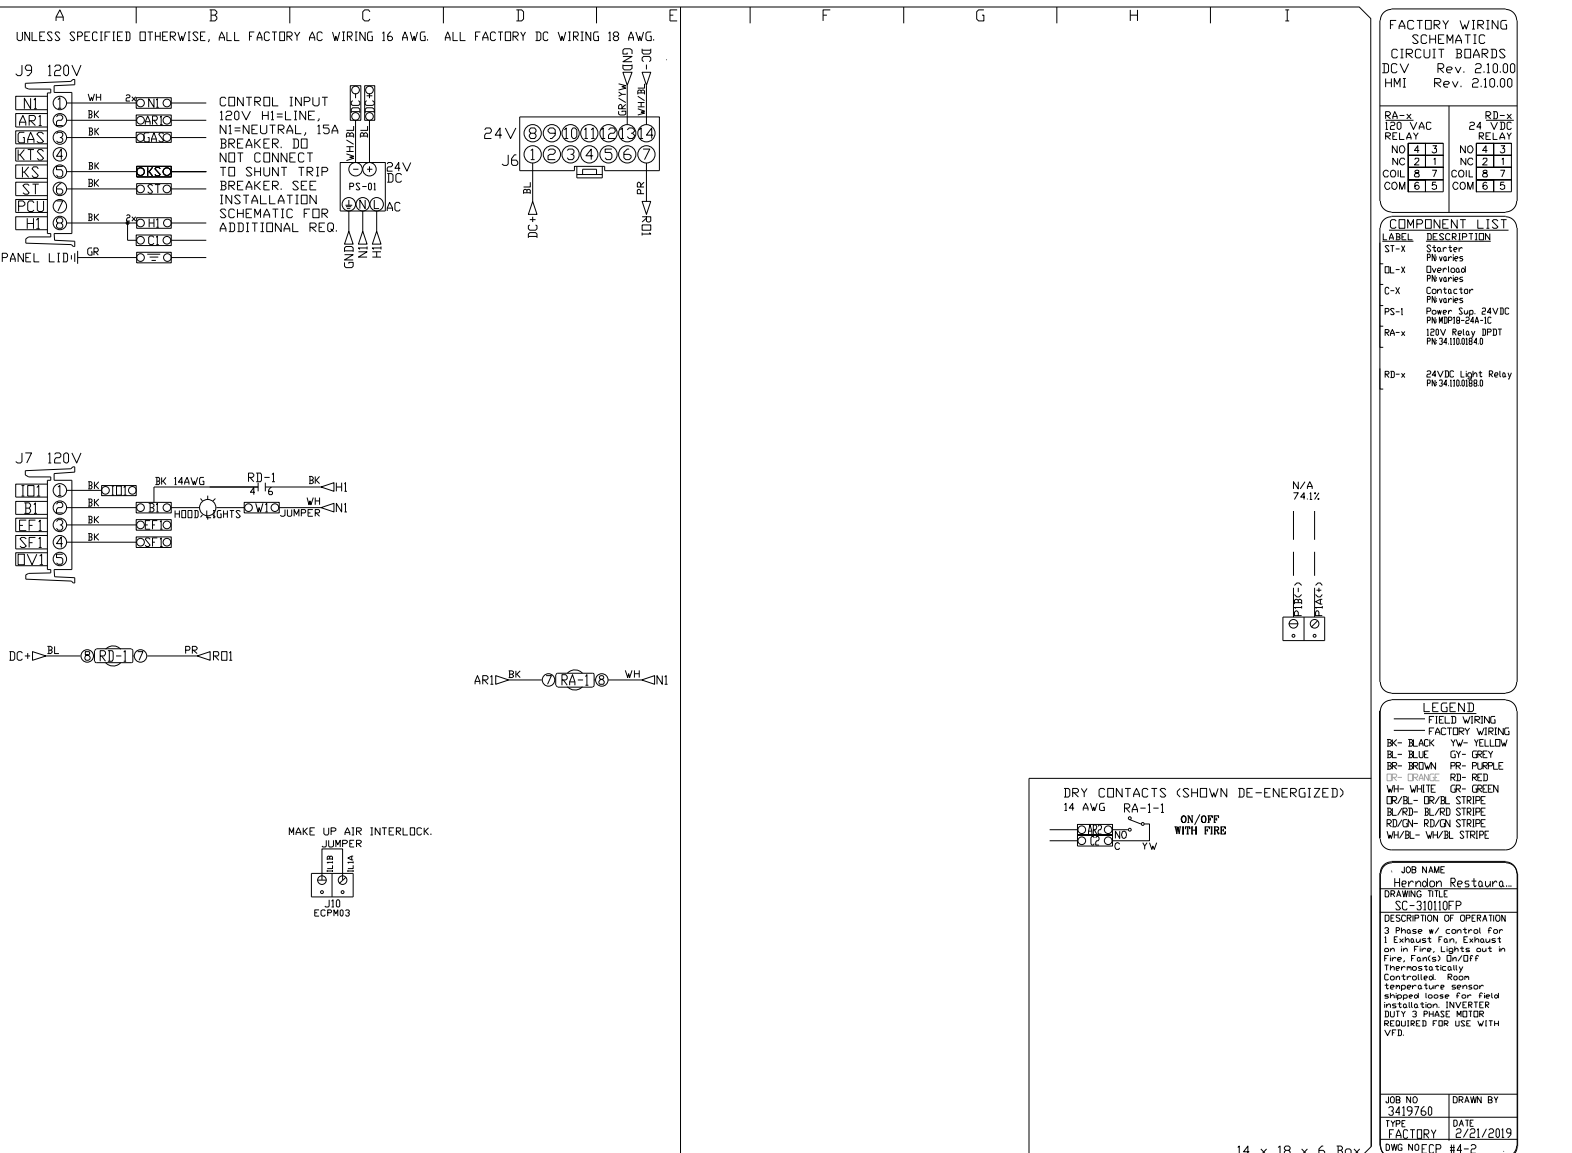 A B C D E F G H I
UNLESS SPECIFIED OTHERWISE, ALL FACTORY AC WIRING 16 AWG. ALL FACTORY DC WIRING 18 AWG.
J9 120V
N1 1 WH 2x N1
AR1 2 BK AR1
GAS 3 BK GAS
KTS 4
KS 5 BK KS
ST 6 BK ST
PCU 7
H1 8 BK 2x H1
C1
PANEL LID GR
CONTROL INPUT
120V H1=LINE,
N1=NEUTRAL, 15A
BREAKER. DO
NOT CONNECT
TO SHUNT TRIP
BREAKER. SEE
INSTALLATION
SCHEMATIC FOR
ADDITIONAL REQ.
DC- DC+
WH/BL BL
- + 24V
DC
PS-01
N L AC
GND N1 H1
GND DC-
GR/YW WH/BL
24V 8 9 10 11 12 13 14
J6 1 2 3 4 5 6 7
BL PR
DC+ RO1
J7 120V
IO1 1 BK IO1
B1 2 BK B1
EF1 3 BK EF1
SF1 4 BK SF1
OV1 5
BK 14AWG RD-1 BK H1
4 6
HOOD LIGHTS W1 JUMPER WH N1
DC+ BL 8 RD-1 7 PR RO1
AR1 BK 7 RA-1 8 WH N1
MAKE UP AIR INTERLOCK.
JUMPER
IL1B IL1A
J10
ECPM03
N/A
74.1%
P1B(-) P1A(+)
DRY CONTACTS (SHOWN DE-ENERGIZED)
14 AWG RA-1-1
AR2 NO
C2 C YW
ON/OFF
WITH FIRE
14 x 18 x 6 Box
FACTORY WIRING
SCHEMATIC
CIRCUIT BOARDS
DCV Rev. 2.10.00
HMI Rev. 2.10.00
RA-x RD-x
120 VAC 24 VDC
RELAY RELAY
NO 4 3 NO 4 3
NC 2 1 NC 2 1
COIL 8 7 COIL 8 7
COM 6 5 COM 6 5
COMPONENT LIST
LABEL DESCRIPTION
ST-X Starter
PN: varies
OL-X Overload
PN: varies
C-X Contactor
PN: varies
PS-1 Power Sup. 24VDC
PN: MDP18-24A-1C
RA-x 120V Relay DPDT
PN: 34.110.0184.0
RD-x 24VDC Light Relay
PN: 34.110.0188.0
LEGEND
FIELD WIRING
FACTORY WIRING
BK- BLACK YW- YELLOW
BL- BLUE GY- GREY
BR- BROWN PR- PURPLE
OR- ORANGE RD- RED
WH- WHITE GR- GREEN
OR/BL- OR/BL STRIPE
BL/RD- BL/RD STRIPE
RD/GN- RD/GN STRIPE
WH/BL- WH/BL STRIPE
JOB NAME
Herndon Restaura...
DRAWING TITLE
SC-310110FP
DESCRIPTION OF OPERATION
3 Phase w/ control for
1 Exhaust Fan, Exhaust
on in Fire, Lights out in
Fire, Fan(s) On/Off
Thermostatically
Controlled. Room
temperature sensor
shipped loose for field
installation. INVERTER
DUTY 3 PHASE MOTOR
REQUIRED FOR USE WITH
VFD.
JOB NO DRAWN BY
3419760
TYPE DATE
FACTORY 2/21/2019
DWG NO ECP #4-2